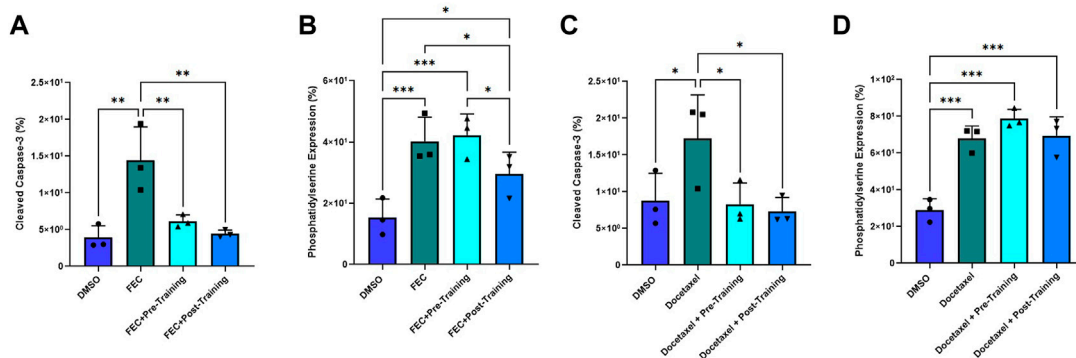 A
Cleaved Caspase-3 (%)
2.5×10¹
2.0×10¹
1.5×10¹
1.0×10¹
5×10⁰
0
**
**
**
DMSO
FEC
FEC+Pre-Training
FEC+Post-Training
B
Phosphatidylserine Expression (%)
6×10¹
4×10¹
2×10¹
0
*
*
***
***
*
DMSO
FEC
FEC+Pre-Training
FEC+Post-Training
C
Cleaved Caspase-3 (%)
2.5×10¹
2.0×10¹
1.5×10¹
1.0×10¹
5×10⁰
0
*
*
*
DMSO
Docetaxel
Docetaxel + Pre-Training
Docetaxel + Post-Training
D
Phosphatidylserine Expression (%)
1×10²
8×10¹
6×10¹
4×10¹
2×10¹
0
***
***
***
DMSO
Docetaxel
Docetaxel + Pre-Training
Docetaxel + Post-Training